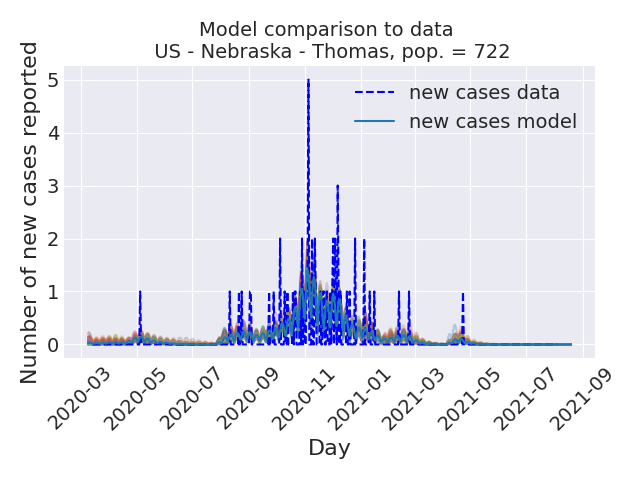 Model comparison to data
US - Nebraska - Thomas, pop. = 722
new cases data
new cases model
Number of new cases reported
5
4
3
2
1
0
2020-03
2020-05
2020-07
2020-09
2020-11
2021-01
2021-03
2021-05
2021-07
2021-09
Day